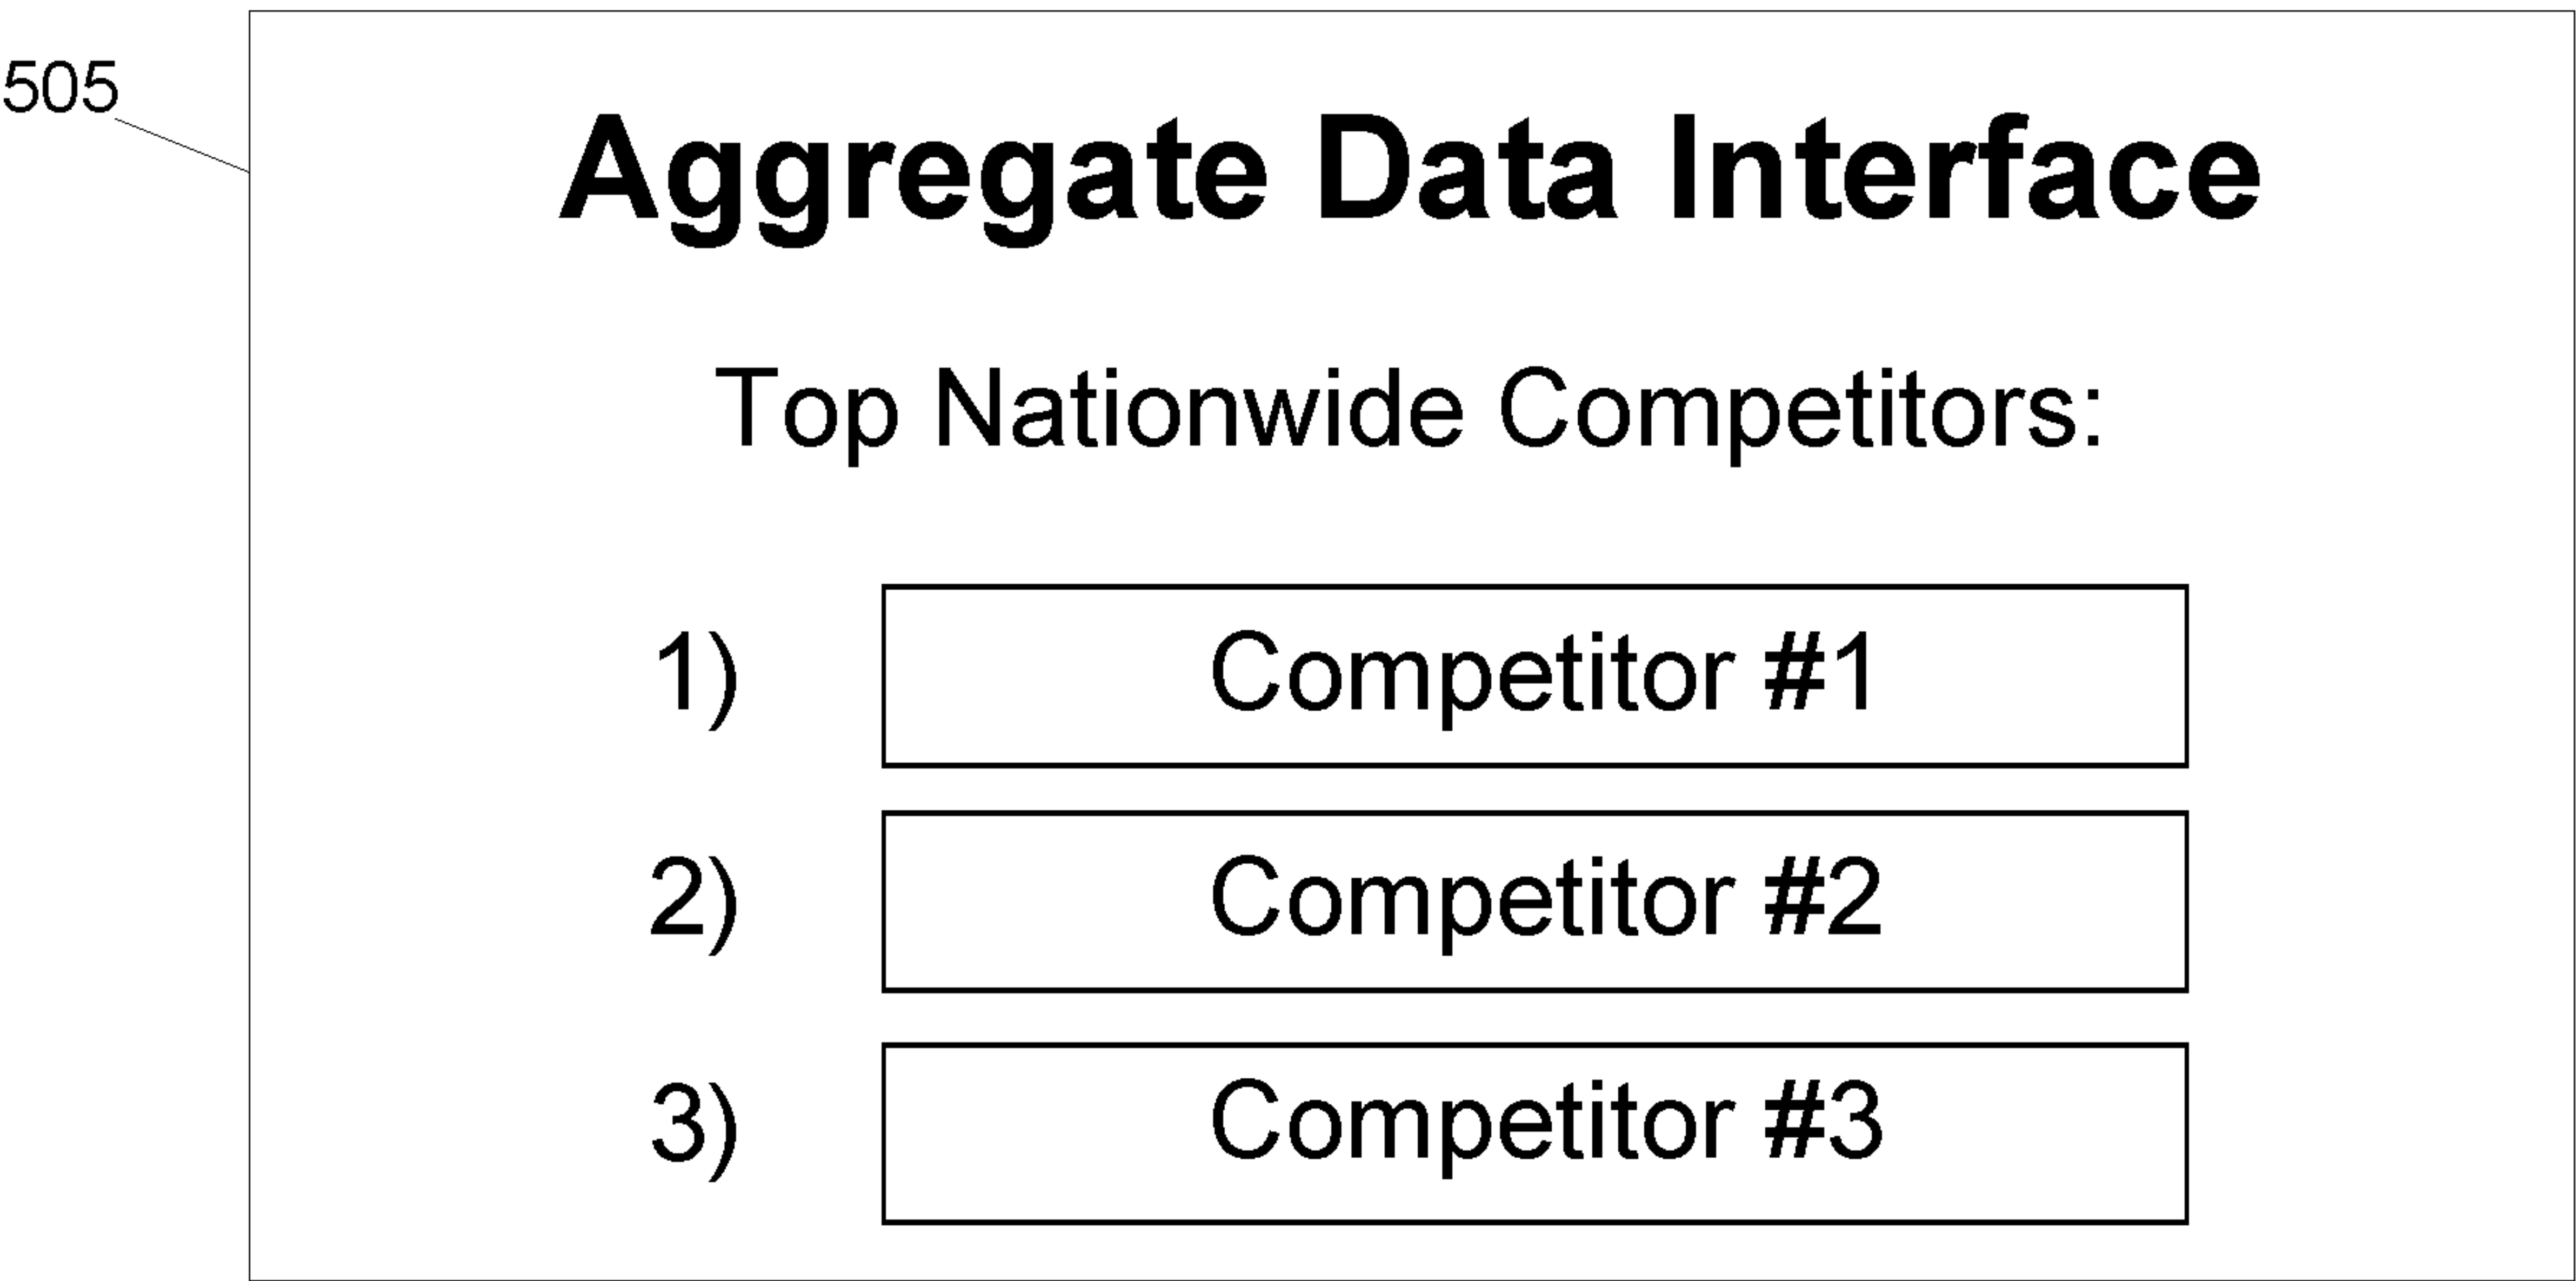 505
Aggregate Data Interface
Top Nationwide Competitors:
1) Competitor #1
2) Competitor #2
3) Competitor #3